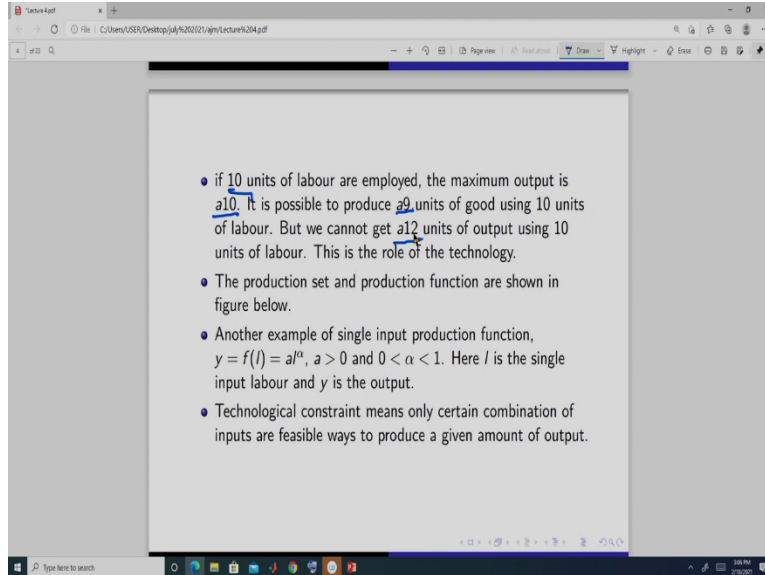 *Lecture 4.pdf
File | C:/Users/USER/Desktop/july%202021/ajm/Lecture%204.pdf
4 of 23
Page view
Read aloud
Draw
Highlight
Erase
• if 10 units of labour are employed, the maximum output is
a10. It is possible to produce a9 units of good using 10 units
of labour. But we cannot get a12 units of output using 10
units of labour. This is the role of the technology.
• The production set and production function are shown in
figure below.
• Another example of single input production function,
y = f(l) = al^α, a > 0 and 0 < α < 1. Here l is the single
input labour and y is the output.
• Technological constraint means only certain combination of
inputs are feasible ways to produce a given amount of output.
Type here to search
3:05 PM
2/18/2021